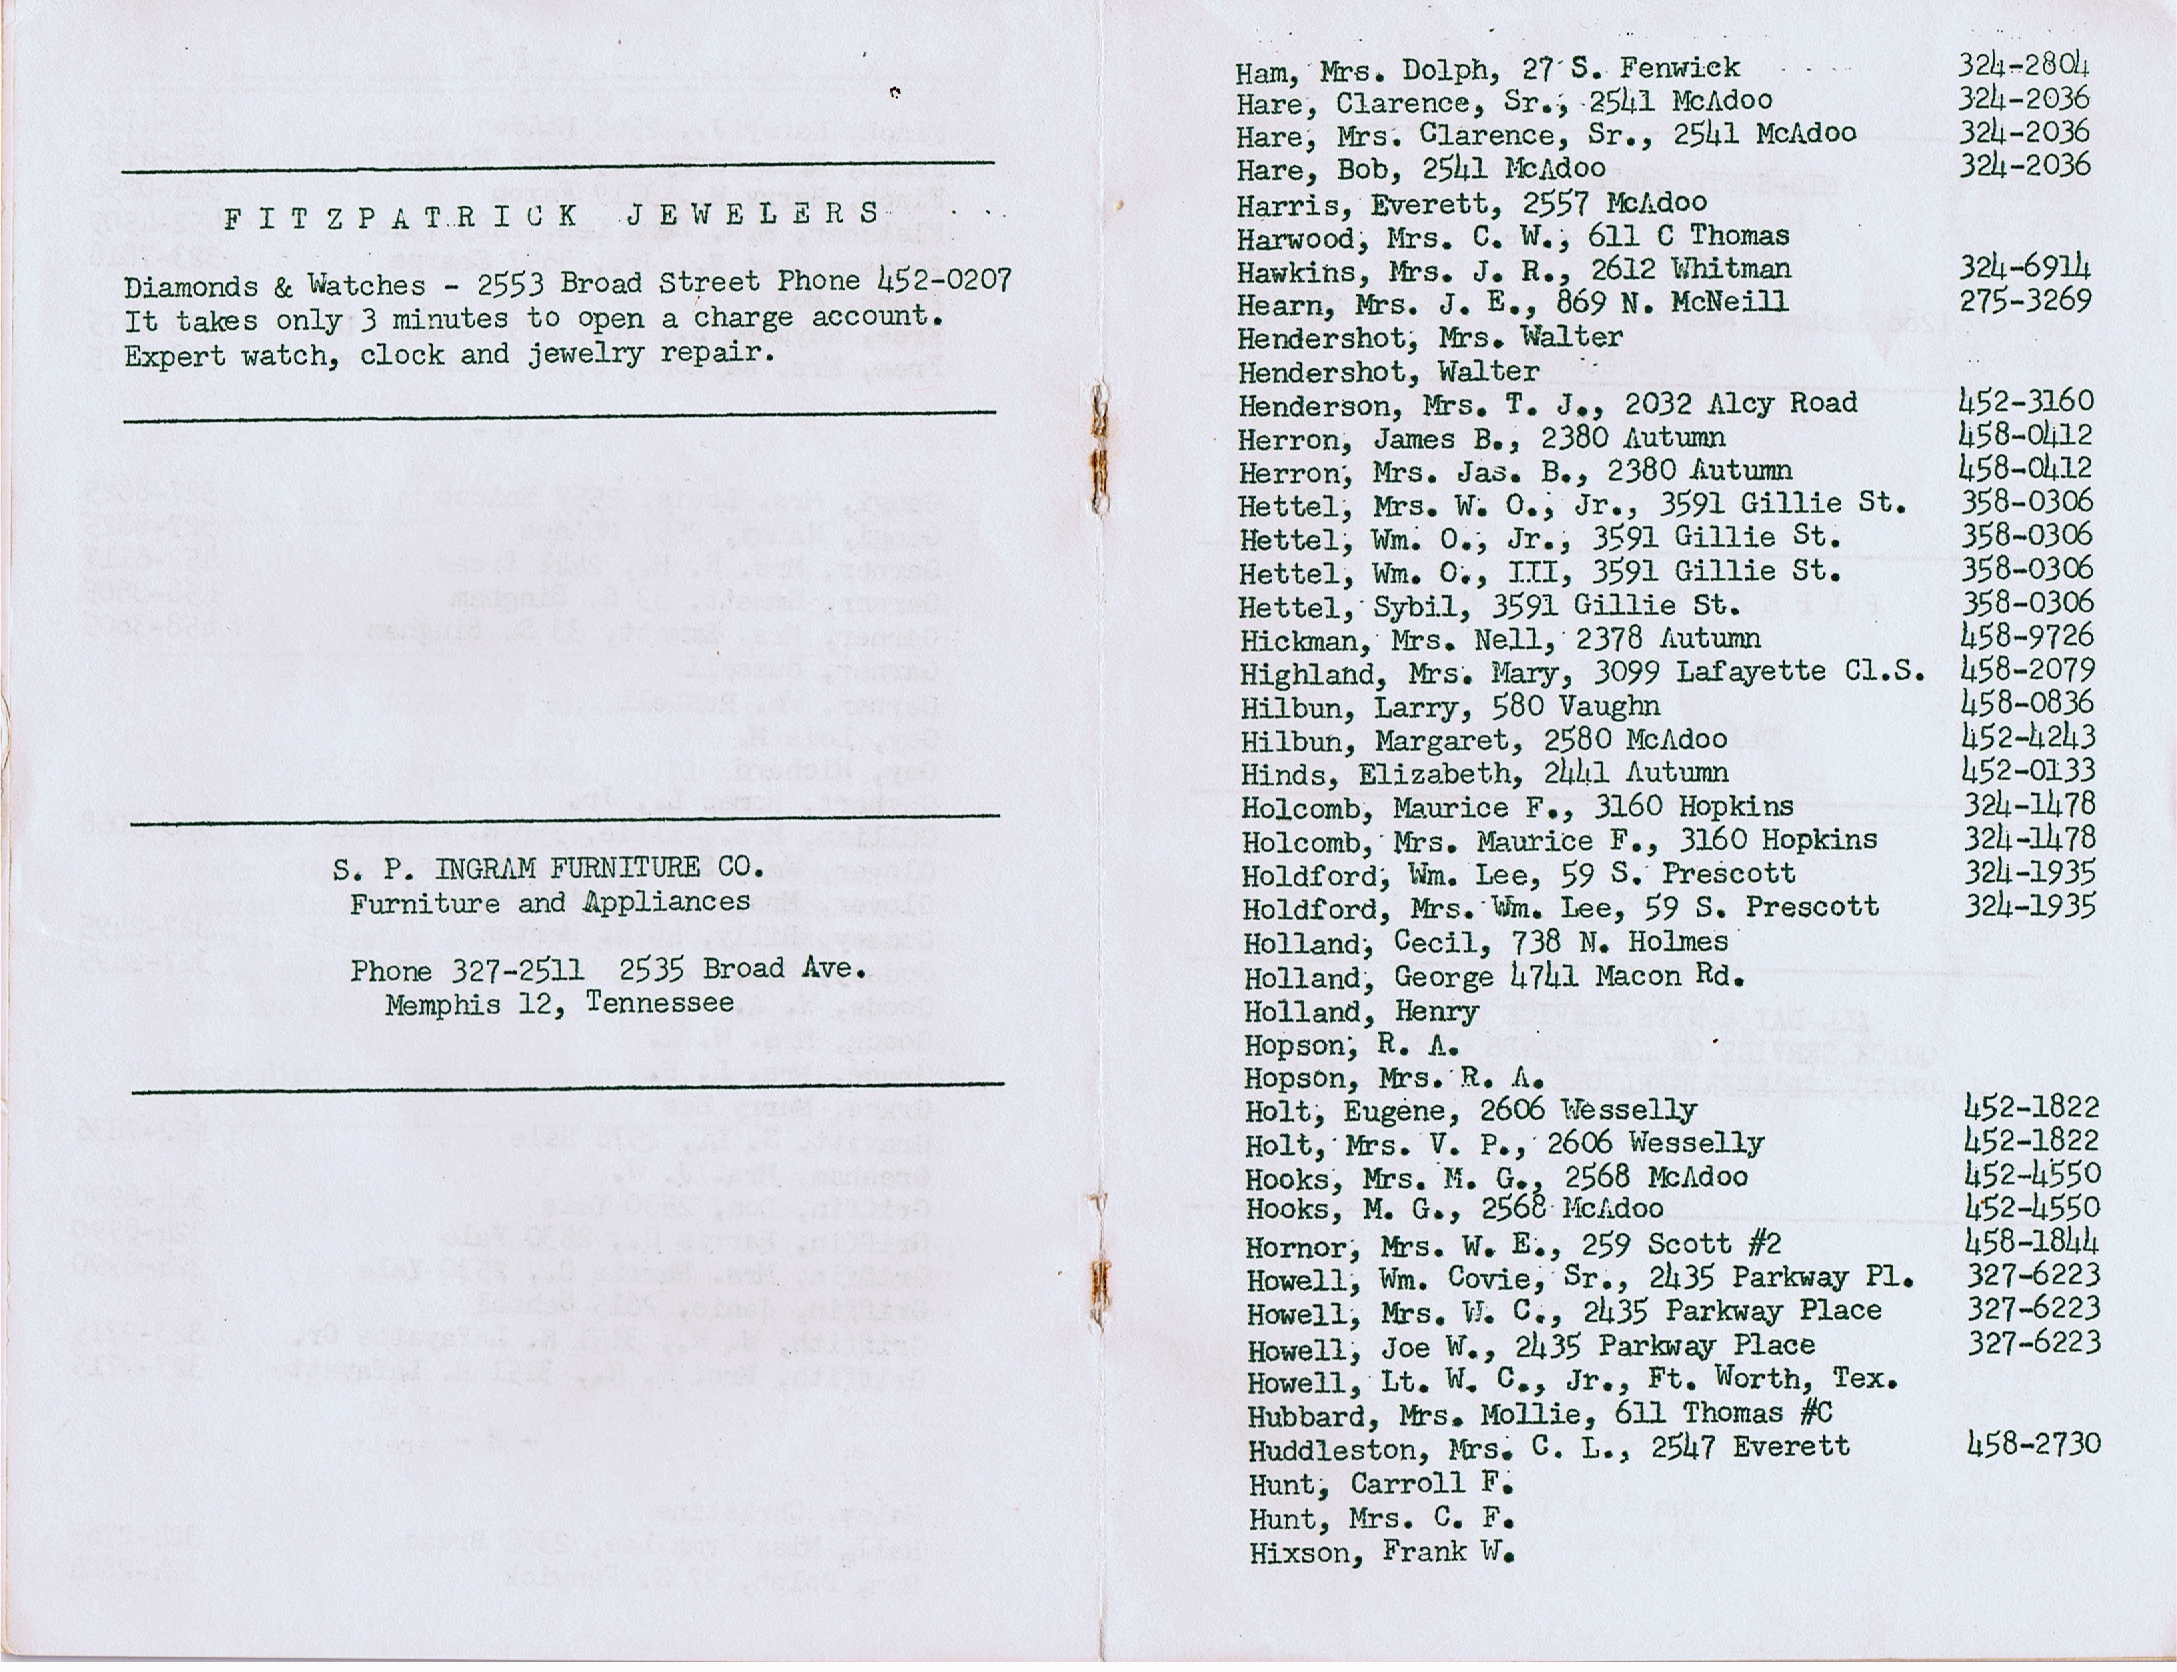 F I T Z P A T R I C K   J E W E L E R S
Diamonds & Watches - 2553 Broad Street Phone 452-0207
It takes only 3 minutes to open a charge account.
Expert watch, clock and jewelry repair.
S. P. INGRAM FURNITURE CO.
Furniture and Appliances
Phone 327-2511 2535 Broad Ave.
Memphis 12, Tennessee
Ham, Mrs. Dolph, 27 S. Fenwick 324-2804
Hare, Clarence, Sr., 2541 McAdoo 324-2036
Hare, Mrs. Clarence, Sr., 2541 McAdoo 324-2036
Hare, Bob, 2541 McAdoo 324-2036
Harris, Everett, 2557 McAdoo
Harwood, Mrs. C. W., 611 C Thomas
Hawkins, Mrs. J. R., 2612 Whitman 324-6914
Hearn, Mrs. J. E., 869 N. McNeill 275-3269
Hendershot, Mrs. Walter
Hendershot, Walter
Henderson, Mrs. T. J., 2032 Alcy Road 452-3160
Herron, James B., 2380 Autumn 458-0412
Herron, Mrs. Jas. B., 2380 Autumn 458-0412
Hettel, Mrs. W. O., Jr., 3591 Gillie St. 358-0306
Hettel, Wm. O., Jr., 3591 Gillie St. 358-0306
Hettel, Wm. O., III, 3591 Gillie St. 358-0306
Hettel, Sybil, 3591 Gillie St. 358-0306
Hickman, Mrs. Nell, 2378 Autumn 458-9726
Highland, Mrs. Mary, 3099 Lafayette Cl.S. 458-2079
Hilbun, Larry, 580 Vaughn 458-0836
Hilbun, Margaret, 2580 McAdoo 452-4243
Hinds, Elizabeth, 2441 Autumn 452-0133
Holcomb, Maurice F., 3160 Hopkins 324-1478
Holcomb, Mrs. Maurice F., 3160 Hopkins 324-1478
Holdford, Wm. Lee, 59 S. Prescott 324-1935
Holdford, Mrs. Wm. Lee, 59 S. Prescott 324-1935
Holland, Cecil, 738 N. Holmes
Holland, George 4741 Macon Rd.
Holland, Henry
Hopson, R. A.
Hopson, Mrs. R. A.
Holt, Eugene, 2606 Wesselly 452-1822
Holt, Mrs. V. P., 2606 Wesselly 452-1822
Hooks, Mrs. M. G., 2568 McAdoo 452-4550
Hooks, M. G., 2568 McAdoo 452-4550
Hornor, Mrs. W. E., 259 Scott #2 458-1844
Howell, Wm. Covie, Sr., 2435 Parkway Pl. 327-6223
Howell, Mrs. W. C., 2435 Parkway Place 327-6223
Howell, Joe W., 2435 Parkway Place 327-6223
Howell, Lt. W. C., Jr., Ft. Worth, Tex.
Hubbard, Mrs. Mollie, 611 Thomas #C
Huddleston, Mrs. C. L., 2547 Everett 458-2730
Hunt, Carroll F.
Hunt, Mrs. C. F.
Hixson, Frank W.